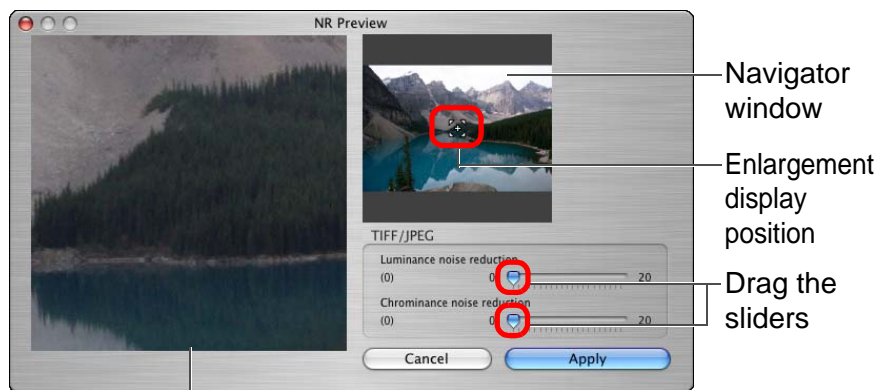 NR Preview
Navigator
window
Enlargement
display
position
TIFF/JPEG
Luminance noise reduction
(0) 0 20
Chrominance noise reduction
(0) 0 20
Drag the
sliders
Cancel Apply